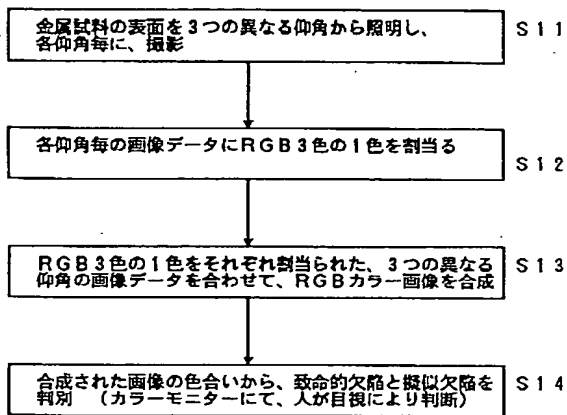 金属試料の表面を3つの異なる仰角から照明し、
各仰角毎に、撮影
S11
各仰角毎の画像データにRGB3色の1色を割当る
S12
RGB3色の1色をそれぞれ割当られた、3つの異なる
仰角の画像データを合わせて、RGBカラー画像を合成
S13
合成された画像の色合いから、致命的欠陥と擬似欠陥を
判別 (カラーモニターにて、人が目視により判断)
S14